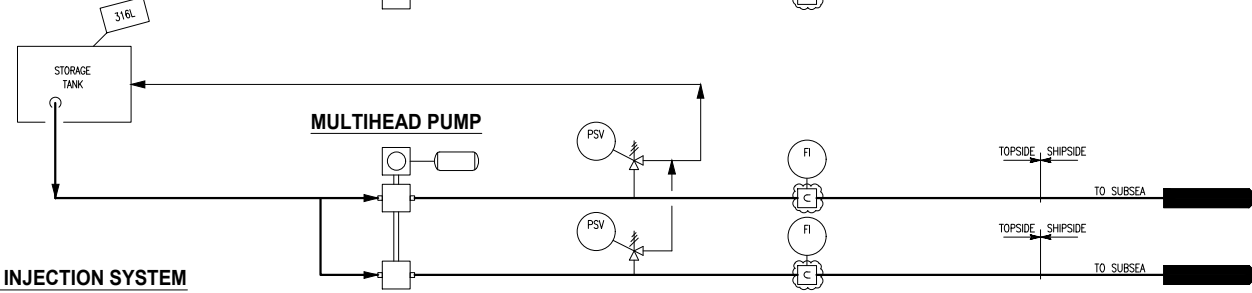 316L
STORAGE
TANK
MULTIHEAD PUMP
PSV
FI
TOPSIDE SHIPSIDE
C
TO SUBSEA
PSV
FI
TOPSIDE SHIPSIDE
C
TO SUBSEA
INJECTION SYSTEM